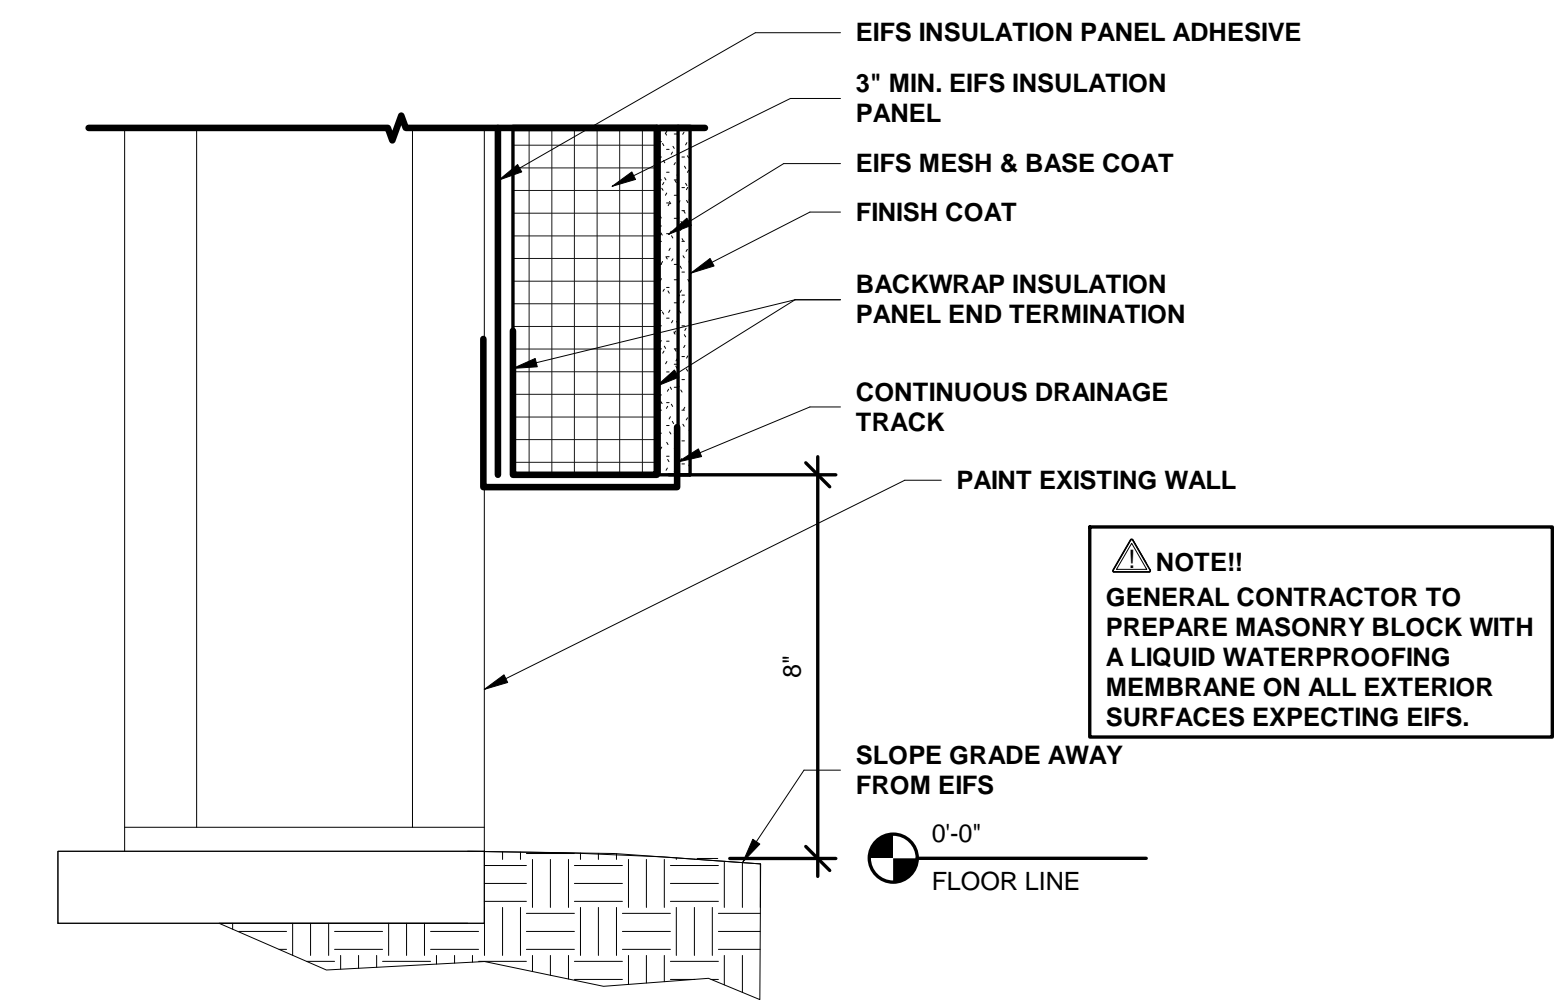 EIFS INSULATION PANEL ADHESIVE
3" MIN. EIFS INSULATION
PANEL
EIFS MESH & BASE COAT
FINISH COAT
BACKWRAP INSULATION
PANEL END TERMINATION
CONTINUOUS DRAINAGE
TRACK
PAINT EXISTING WALL
! NOTE!!
GENERAL CONTRACTOR TO
PREPARE MASONRY BLOCK WITH
A LIQUID WATERPROOFING
MEMBRANE ON ALL EXTERIOR
SURFACES EXPECTING EIFS.
8"
SLOPE GRADE AWAY
FROM EIFS
0'-0"
FLOOR LINE